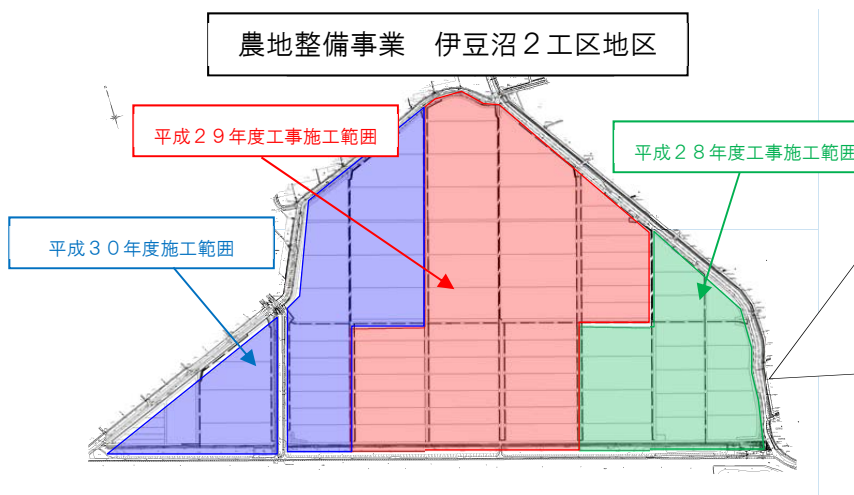 農地整備事業　伊豆沼２工区地区
平成２９年度工事施工範囲
平成２８年度工事施工範囲
平成３０年度施工範囲